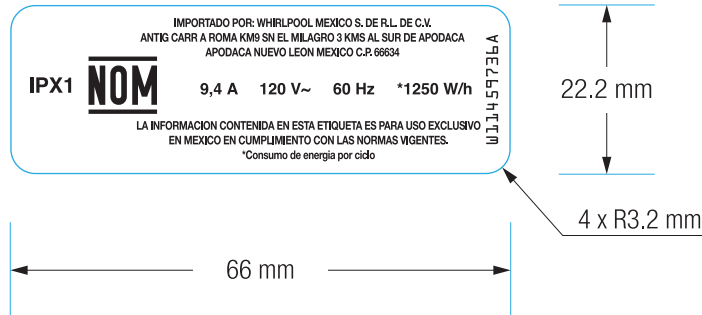 IMPORTADO POR: WHIRLPOOL MEXICO S. DE R.L. DE C.V.
ANTIG CARR A ROMA KM9 SN EL MILAGRO 3 KMS AL SUR DE APODACA
APODACA NUEVO LEON MEXICO C.P. 66634
IPX1 NOM 9,4 A 120 V~ 60 Hz *1250 W/h
LA INFORMACION CONTENIDA EN ESTA ETIQUETA ES PARA USO EXCLUSIVO
EN MEXICO EN CUMPLIMIENTO CON LAS NORMAS VIGENTES.
*Consumo de energia por ciclo
W11459736A
22.2 mm
4 x R3.2 mm
66 mm